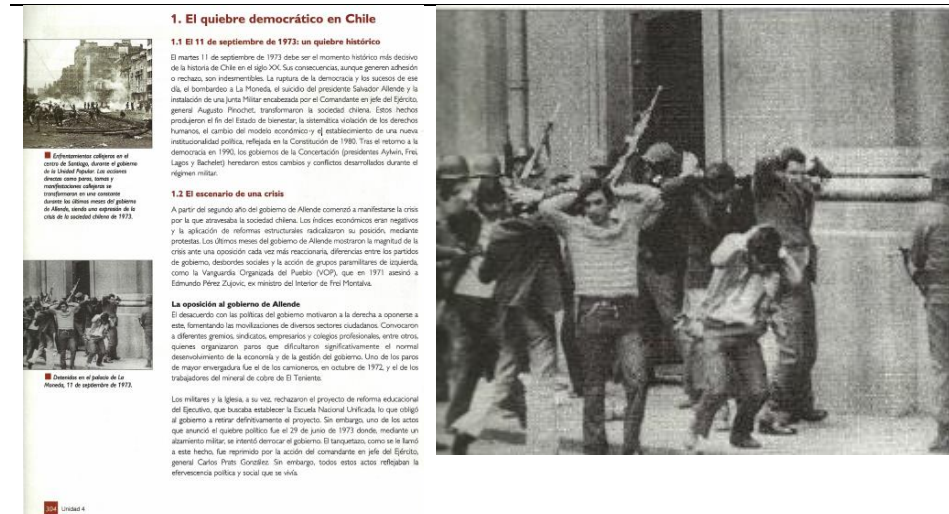 1. El quiebre democrático en Chile
1.1 El 11 de septiembre de 1973: un quiebre histórico
El martes 11 de septiembre de 1973 debe ser el momento histórico más decisivo
de la historia de Chile en el siglo XX. Sus consecuencias, aunque generen adhesión
o rechazo, son indesmentibles. La ruptura de la democracia y los sucesos de ese
día, el bombardeo a La Moneda, el suicidio del presidente Salvador Allende y la
instalación de una Junta Militar encabezada por el Comandante en jefe del Ejército,
general Augusto Pinochet, transformaron la sociedad chilena. Estos hechos
produjeron el fin del Estado de bienestar, la sistemática violación de los derechos
humanos, el cambio del modelo económico y el establecimiento de una nueva
institucionalidad política, reflejada en la Constitución de 1980. Tras el retorno a la
democracia en 1990, los gobiernos de la Concertación (presidentes Aylwin, Frei,
Lagos y Bachelet) heredaron estos cambios y conflictos desarrollados durante el
régimen militar.
1.2 El escenario de una crisis
A partir del segundo año del gobierno de Allende comenzó a manifestarse la crisis
por la que atravesaba la sociedad chilena. Los índices económicos eran negativos
y la aplicación de reformas estructurales radicalizaron su posición, mediante
protestas. Los últimos meses del gobierno de Allende mostraron la magnitud de la
crisis ante una oposición cada vez más reaccionaria, diferencias entre los partidos
de gobierno, desbordes sociales y la acción de grupos paramilitares de izquierda,
como la Vanguardia Organizada del Pueblo (VOP), que en 1971 asesinó a
Edmundo Pérez Zujovic, ex ministro del Interior de Frei Montalva.
La oposición al gobierno de Allende
El desacuerdo con las políticas del gobierno motivaron a la derecha a oponerse a
este, fomentando las movilizaciones de diversos sectores ciudadanos. Convocaron
a diferentes gremios, sindicatos, empresarios y colegios profesionales, entre otros,
quienes organizaron paros que dificultaron significativamente el normal
desenvolvimiento de la economía y de la gestión del gobierno. Uno de los paros
de mayor envergadura fue el de los camioneros, en octubre de 1972, y el de los
trabajadores del mineral de cobre de El Teniente.
Los militares y la Iglesia, a su vez, rechazaron el proyecto de reforma educacional
del Ejecutivo, que buscaba establecer la Escuela Nacional Unificada, lo que obligó
al gobierno a retirar definitivamente el proyecto. Sin embargo, uno de los actos
que anunció el quiebre político fue el 29 de junio de 1973 donde, mediante un
alzamiento militar, se intentó derrocar el gobierno. El tanquetazo, como se le llamó
a este hecho, fue reprimido por la acción del comandante en jefe del Ejército,
general Carlos Prats González. Sin embargo, todos estos actos reflejaban la
efervescencia política y social que se vivía.
Enfrentamientos callejeros en el
centro de Santiago, durante el gobierno
de la Unidad Popular. Las acciones
directas como paros, tomas y
manifestaciones callejeras se
transformaron en una constante
durante los últimos meses del gobierno
de Allende, siendo una expresión de la
crisis de la sociedad chilena de 1973.
Detenidos en el palacio de La
Moneda, 11 de septiembre de 1973.
304 Unidad 4